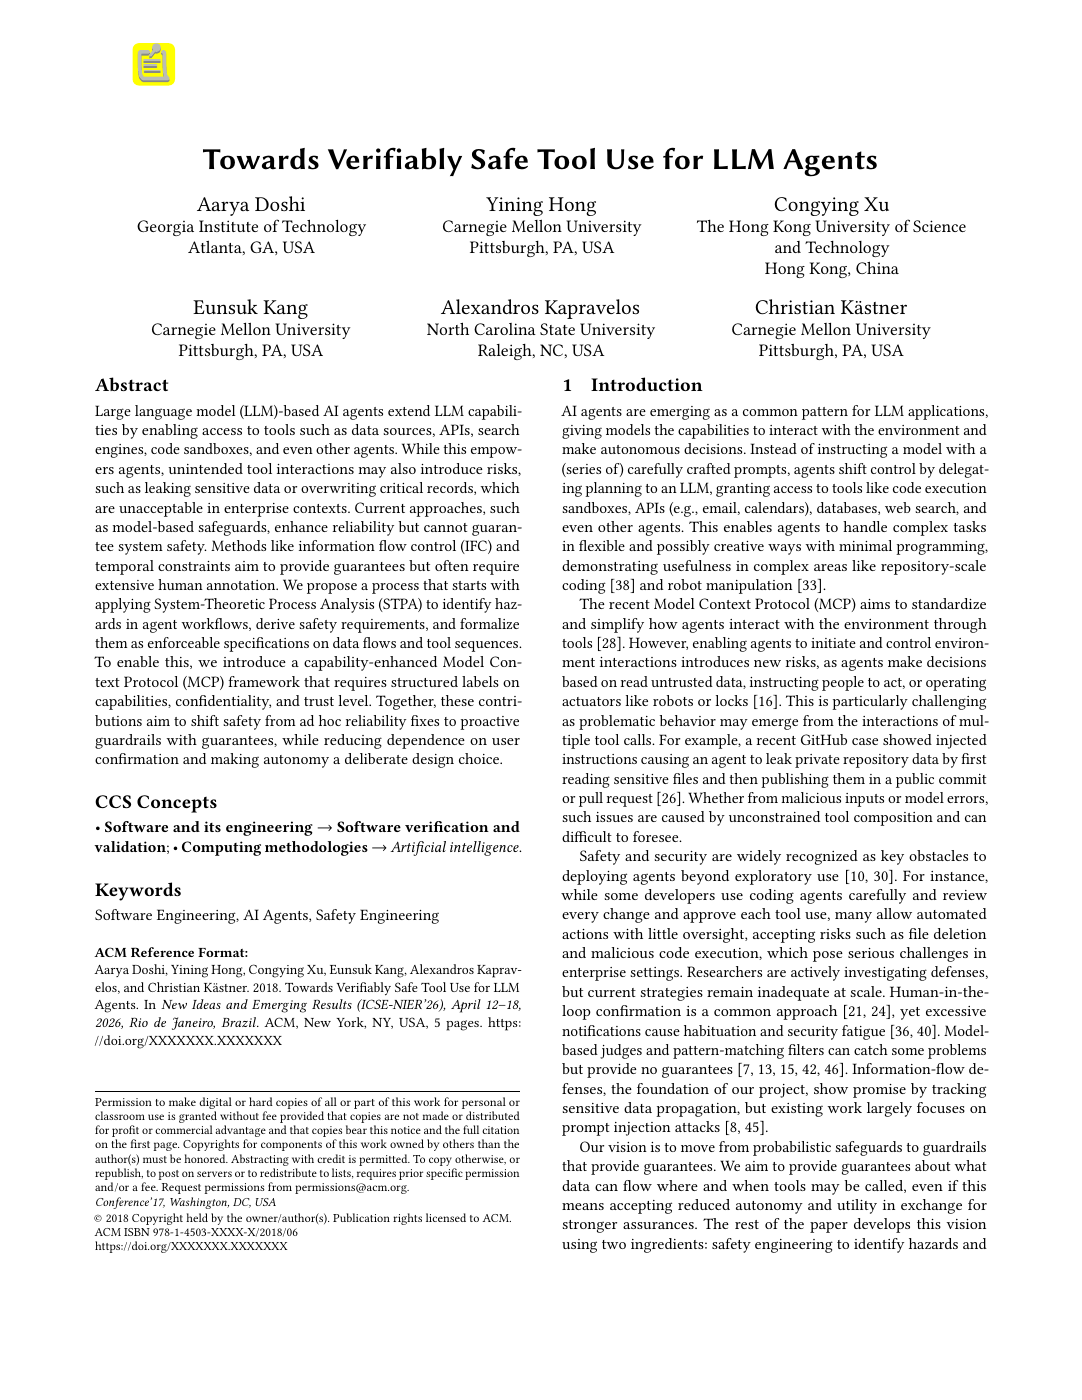 Towards Verifiably Safe Tool Use for LLM Agents
Aarya Doshi
Georgia Institute of Technology
Atlanta, GA, USA
Yining Hong
Carnegie Mellon University
Pittsburgh, PA, USA
Congying Xu
The Hong Kong University of Science
and Technology
Hong Kong, China
Eunsuk Kang
Carnegie Mellon University
Pittsburgh, PA, USA
Alexandros Kapravelos
North Carolina State University
Raleigh, NC, USA
Christian Kästner
Carnegie Mellon University
Pittsburgh, PA, USA
Abstract
Large language model (LLM)-based AI agents extend LLM capabili-
ties by enabling access to tools such as data sources, APIs, search
engines, code sandboxes, and even other agents. While this empow-
ers agents, unintended tool interactions may also introduce risks,
such as leaking sensitive data or overwriting critical records, which
are unacceptable in enterprise contexts. Current approaches, such
as model-based safeguards, enhance reliability but cannot guaran-
tee system safety. Methods like information flow control (IFC) and
temporal constraints aim to provide guarantees but often require
extensive human annotation. We propose a process that starts with
applying System-Theoretic Process Analysis (STPA) to identify haz-
ards in agent workflows, derive safety requirements, and formalize
them as enforceable specifications on data flows and tool sequences.
To enable this, we introduce a capability-enhanced Model Con-
text Protocol (MCP) framework that requires structured labels on
capabilities, confidentiality, and trust level. Together, these contri-
butions aim to shift safety from ad hoc reliability fixes to proactive
guardrails with guarantees, while reducing dependence on user
confirmation and making autonomy a deliberate design choice.
CCS Concepts
• Software and its engineering → Software verification and
validation; • Computing methodologies → Artificial intelligence.
Keywords
Software Engineering, AI Agents, Safety Engineering
ACM Reference Format:
Aarya Doshi, Yining Hong, Congying Xu, Eunsuk Kang, Alexandros Kaprav-
elos, and Christian Kästner. 2018. Towards Verifiably Safe Tool Use for LLM
Agents. In New Ideas and Emerging Results (ICSE-NIER'26), April 12–18,
2026, Rio de Janeiro, Brazil. ACM, New York, NY, USA, 5 pages. https:
//doi.org/XXXXXXX.XXXXXXX
Permission to make digital or hard copies of all or part of this work for personal or
classroom use is granted without fee provided that copies are not made or distributed
for profit or commercial advantage and that copies bear this notice and the full citation
on the first page. Copyrights for components of this work owned by others than the
author(s) must be honored. Abstracting with credit is permitted. To copy otherwise, or
republish, to post on servers or to redistribute to lists, requires prior specific permission
and/or a fee. Request permissions from permissions@acm.org.
Conference'17, Washington, DC, USA
© 2018 Copyright held by the owner/author(s). Publication rights licensed to ACM.
ACM ISBN 978-1-4503-XXXX-X/2018/06
https://doi.org/XXXXXXX.XXXXXXX
1 Introduction
AI agents are emerging as a common pattern for LLM applications,
giving models the capabilities to interact with the environment and
make autonomous decisions. Instead of instructing a model with a
(series of) carefully crafted prompts, agents shift control by delegat-
ing planning to an LLM, granting access to tools like code execution
sandboxes, APIs (e.g., email, calendars), databases, web search, and
even other agents. This enables agents to handle complex tasks
in flexible and possibly creative ways with minimal programming,
demonstrating usefulness in complex areas like repository-scale
coding [38] and robot manipulation [33].
The recent Model Context Protocol (MCP) aims to standardize
and simplify how agents interact with the environment through
tools [28]. However, enabling agents to initiate and control environ-
ment interactions introduces new risks, as agents make decisions
based on read untrusted data, instructing people to act, or operating
actuators like robots or locks [16]. This is particularly challenging
as problematic behavior may emerge from the interactions of mul-
tiple tool calls. For example, a recent GitHub case showed injected
instructions causing an agent to leak private repository data by first
reading sensitive files and then publishing them in a public commit
or pull request [26]. Whether from malicious inputs or model errors,
such issues are caused by unconstrained tool composition and can
difficult to foresee.
Safety and security are widely recognized as key obstacles to
deploying agents beyond exploratory use [10, 30]. For instance,
while some developers use coding agents carefully and review
every change and approve each tool use, many allow automated
actions with little oversight, accepting risks such as file deletion
and malicious code execution, which pose serious challenges in
enterprise settings. Researchers are actively investigating defenses,
but current strategies remain inadequate at scale. Human-in-the-
loop confirmation is a common approach [21, 24], yet excessive
notifications cause habituation and security fatigue [36, 40]. Model-
based judges and pattern-matching filters can catch some problems
but provide no guarantees [7, 13, 15, 42, 46]. Information-flow de-
fenses, the foundation of our project, show promise by tracking
sensitive data propagation, but existing work largely focuses on
prompt injection attacks [8, 45].
Our vision is to move from probabilistic safeguards to guardrails
that provide guarantees. We aim to provide guarantees about what
data can flow where and when tools may be called, even if this
means accepting reduced autonomy and utility in exchange for
stronger assurances. The rest of the paper develops this vision
using two ingredients: safety engineering to identify hazards and